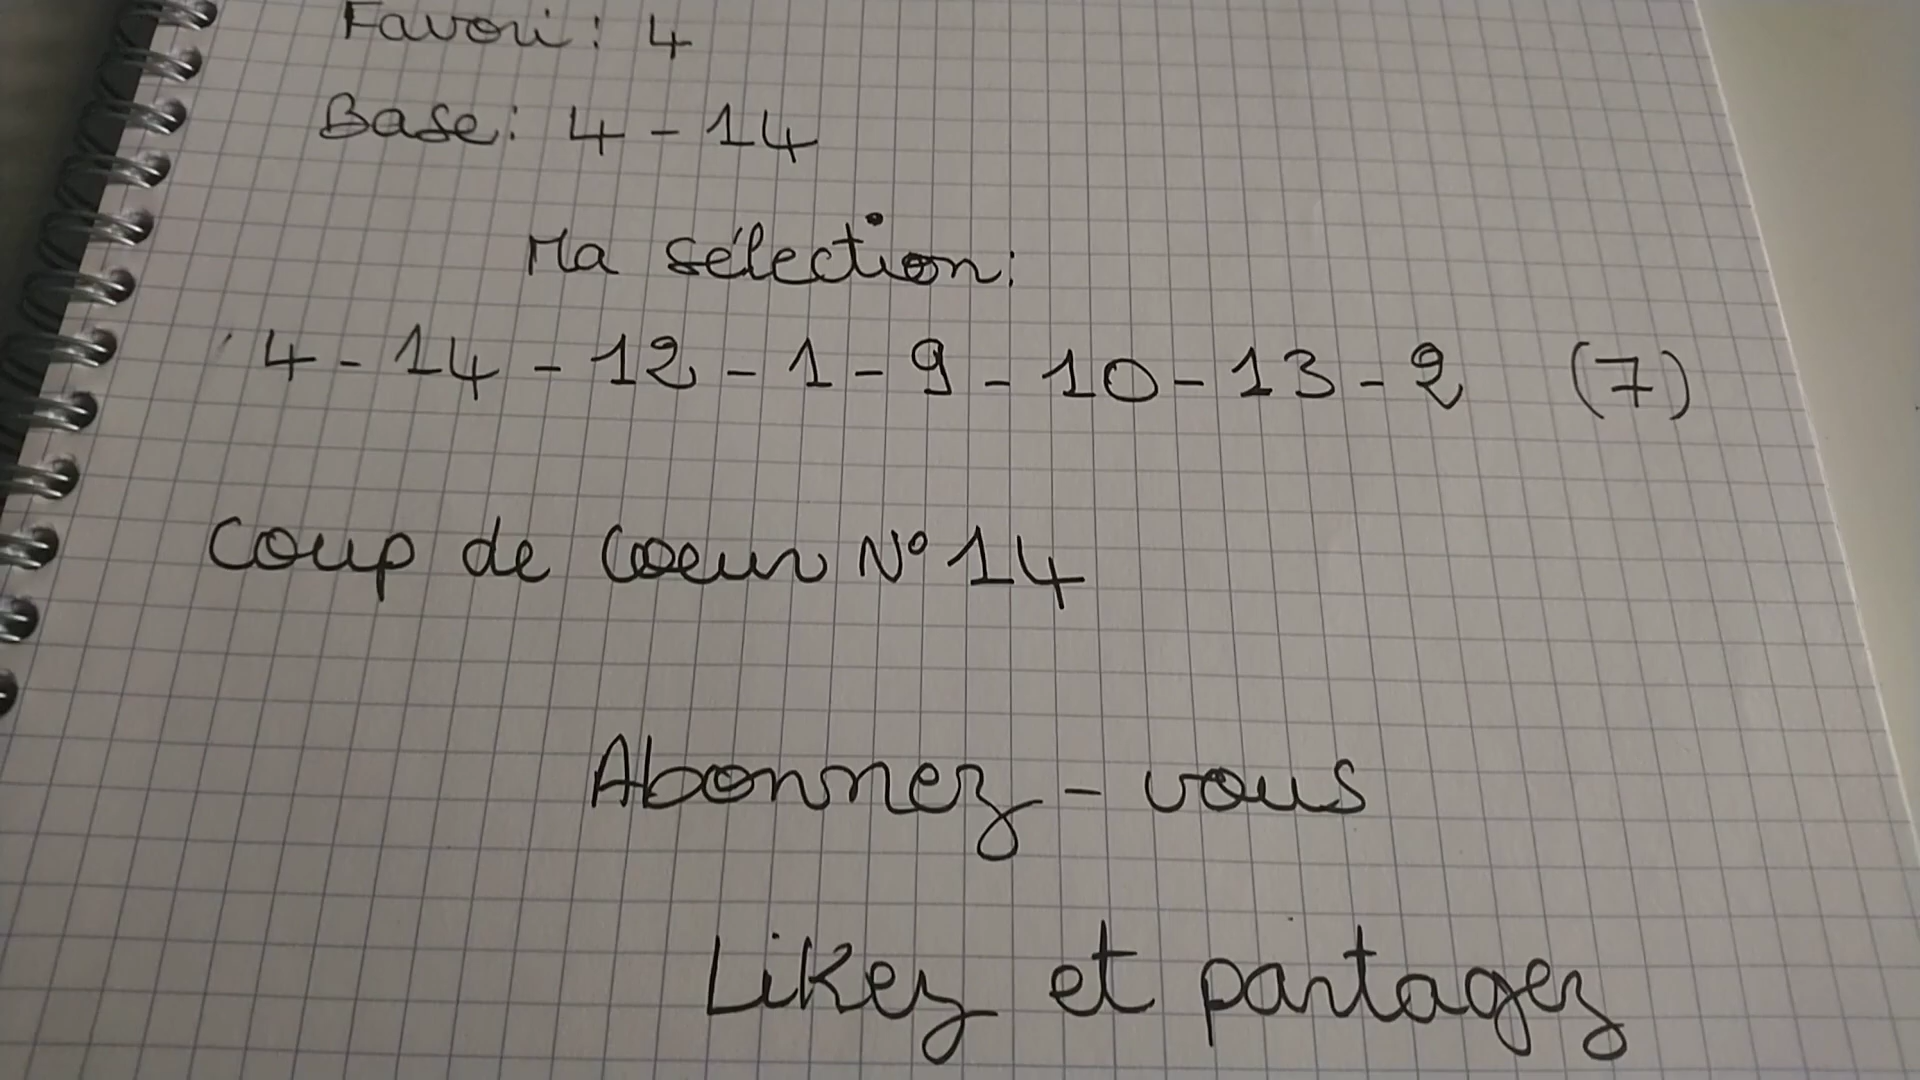 Favori : 4
Base : 4 - 14
Ma sélection :
4 - 14 - 12 - 1 - 9 - 10 - 13 - 2 (7)
Coup de Coeur N° 14
Abonnez - vous
Likez et partagez